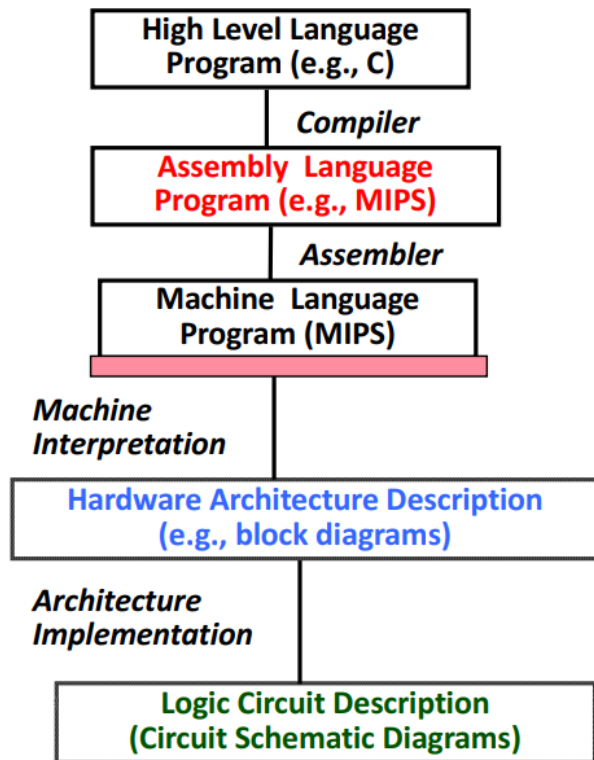 High Level Language
Program (e.g., C)
Compiler
Assembly Language
Program (e.g., MIPS)
Assembler
Machine Language
Program (MIPS)
Machine
Interpretation
Hardware Architecture Description
(e.g., block diagrams)
Architecture
Implementation
Logic Circuit Description
(Circuit Schematic Diagrams)